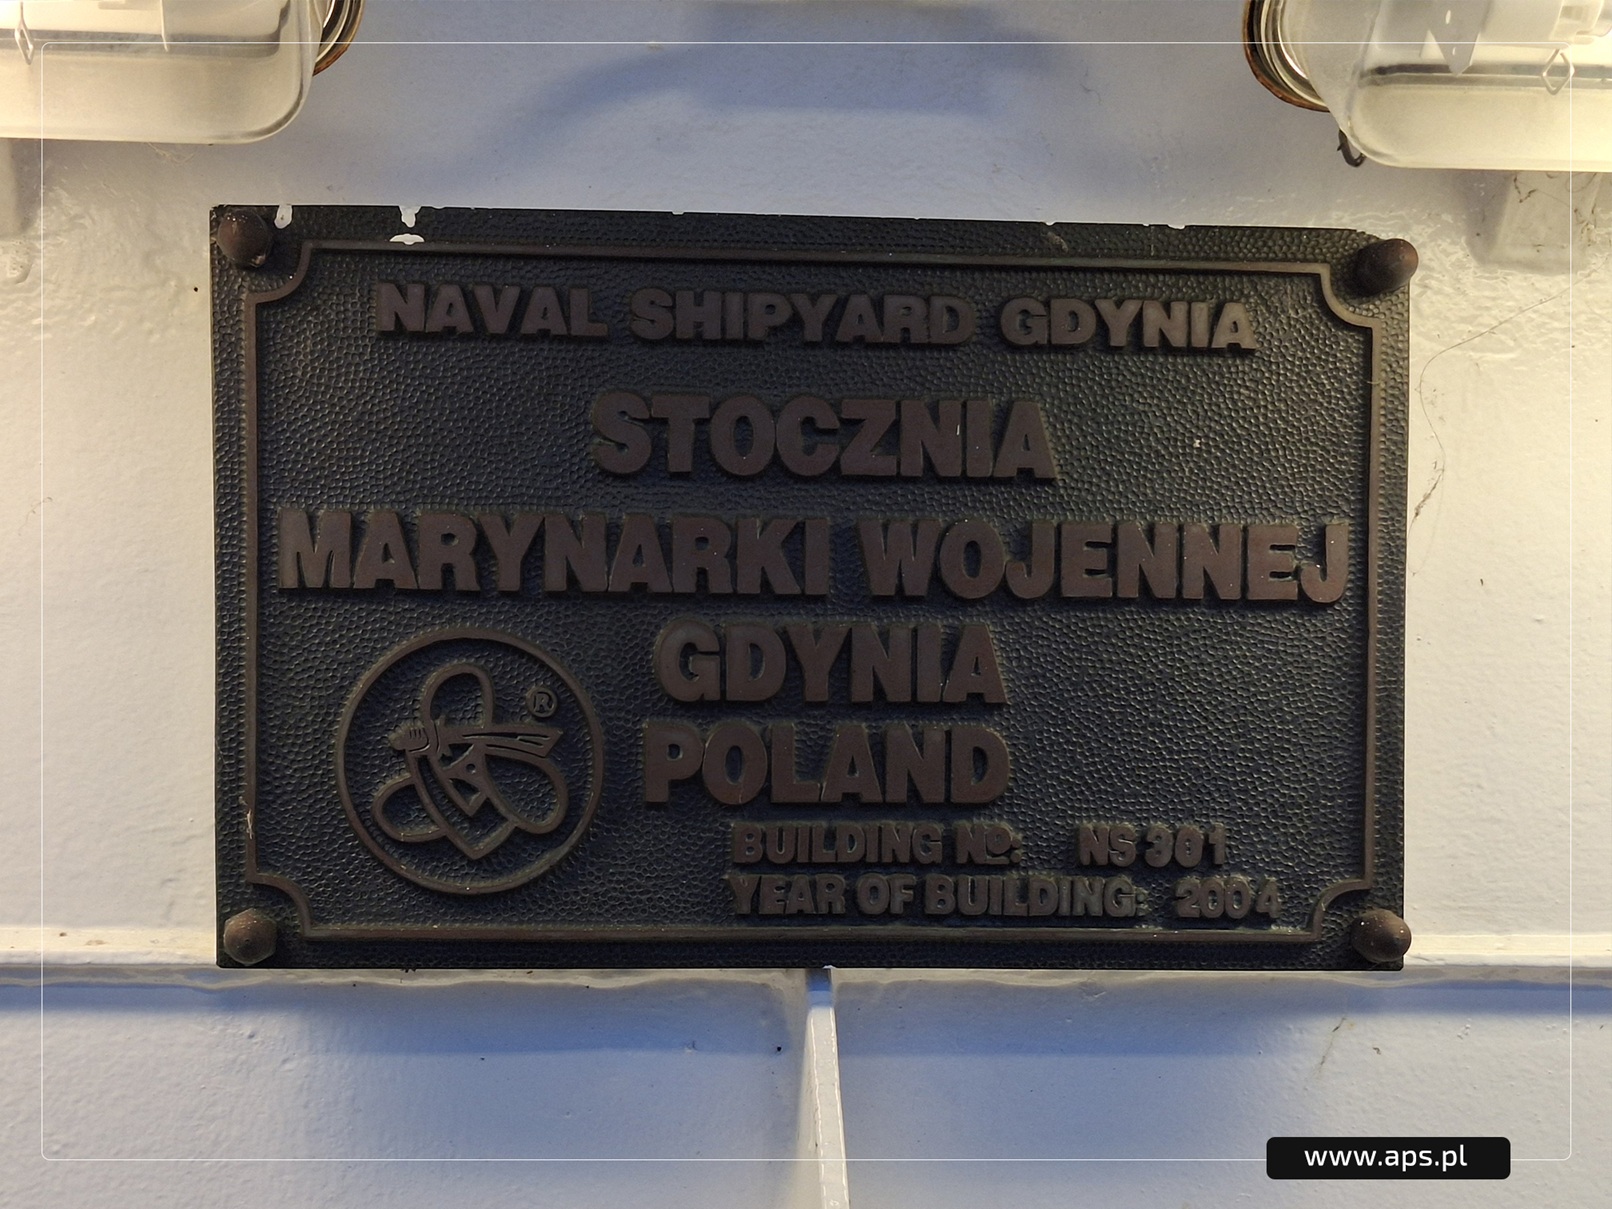 NAVAL SHIPYARD GDYNIA
STOCZNIA
MARYNARKI WOJENNEJ
GDYNIA
POLAND
®
BUILDING Nº: NS 301
YEAR OF BUILDING: 2004
www.aps.pl